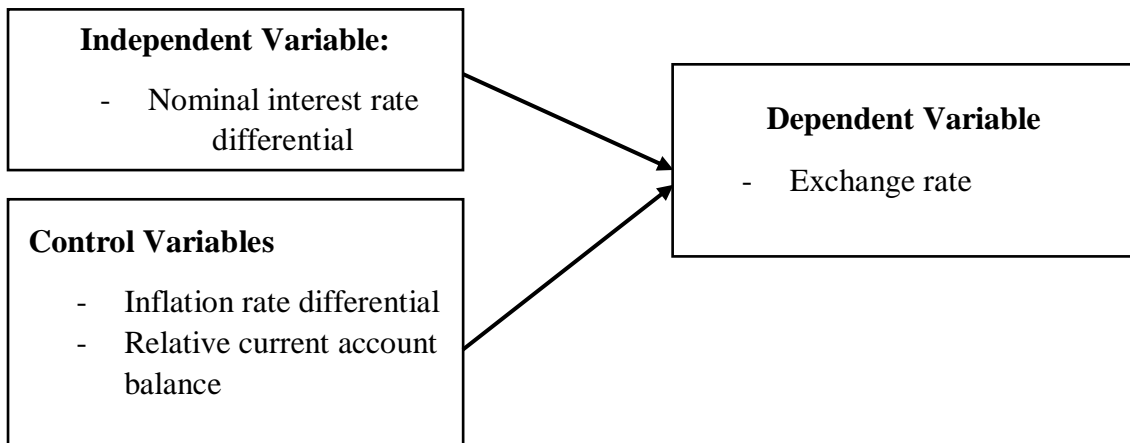 Independent Variable:
- Nominal interest rate
differential
Control Variables
- Inflation rate differential
- Relative current account
balance
Dependent Variable
- Exchange rate